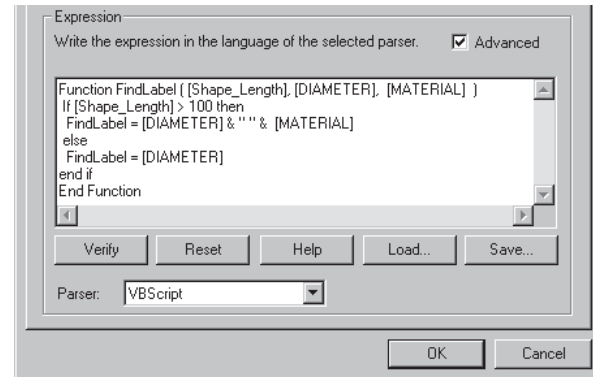 Expression
Write the expression in the language of the selected parser. Advanced
Function FindLabel ( [Shape_Length], [DIAMETER], [MATERIAL] )
If [Shape_Length] > 100 then
FindLabel = [DIAMETER] & " " & [MATERIAL]
else
FindLabel = [DIAMETER]
end if
End Function
Verify Reset Help Load... Save...
Parser: VBScript
OK Cancel